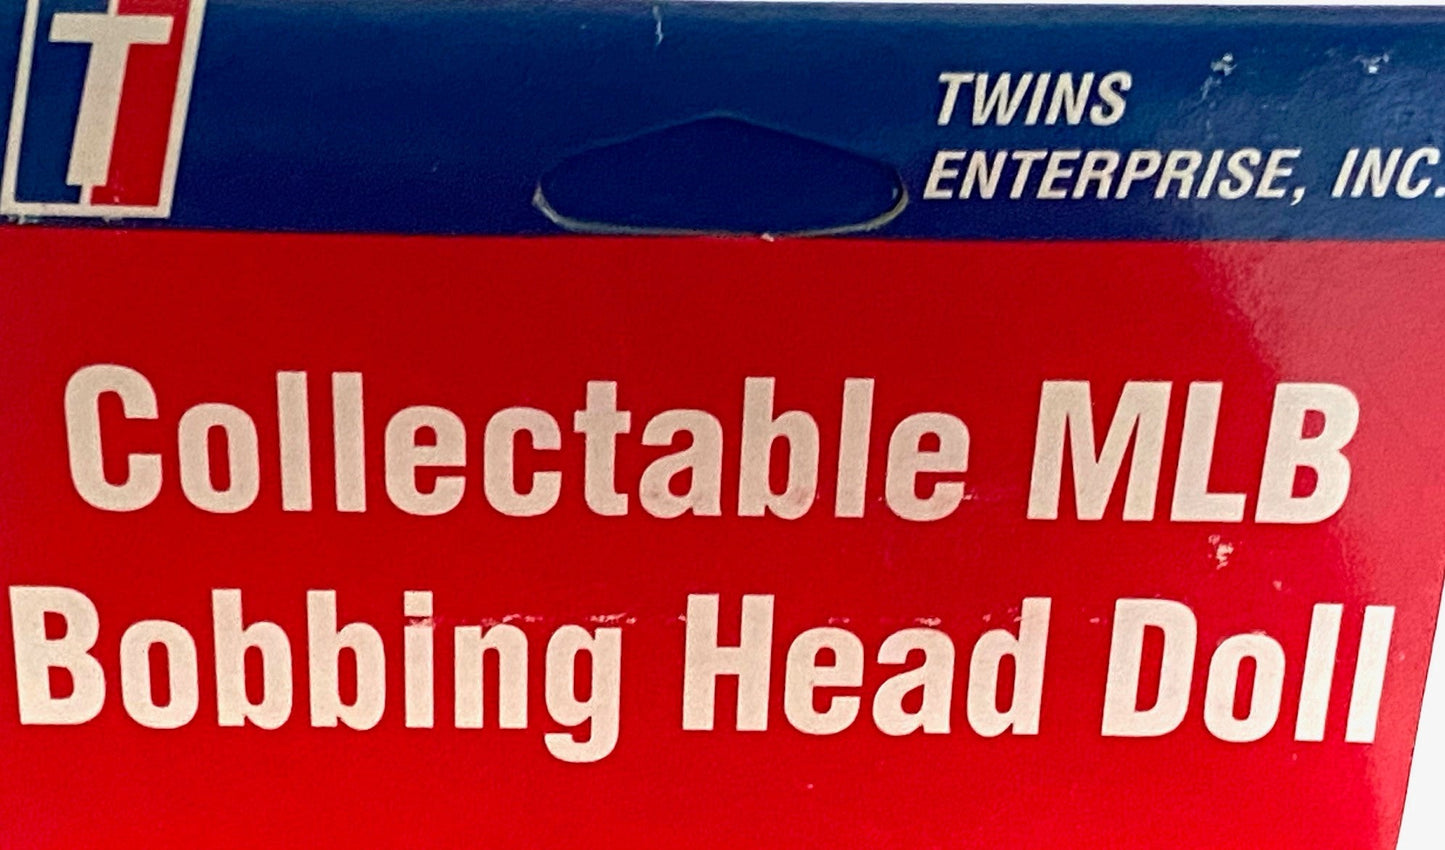 T
TWINS
ENTERPRISE, INC.
Collectable MLB
Bobbing Head Doll